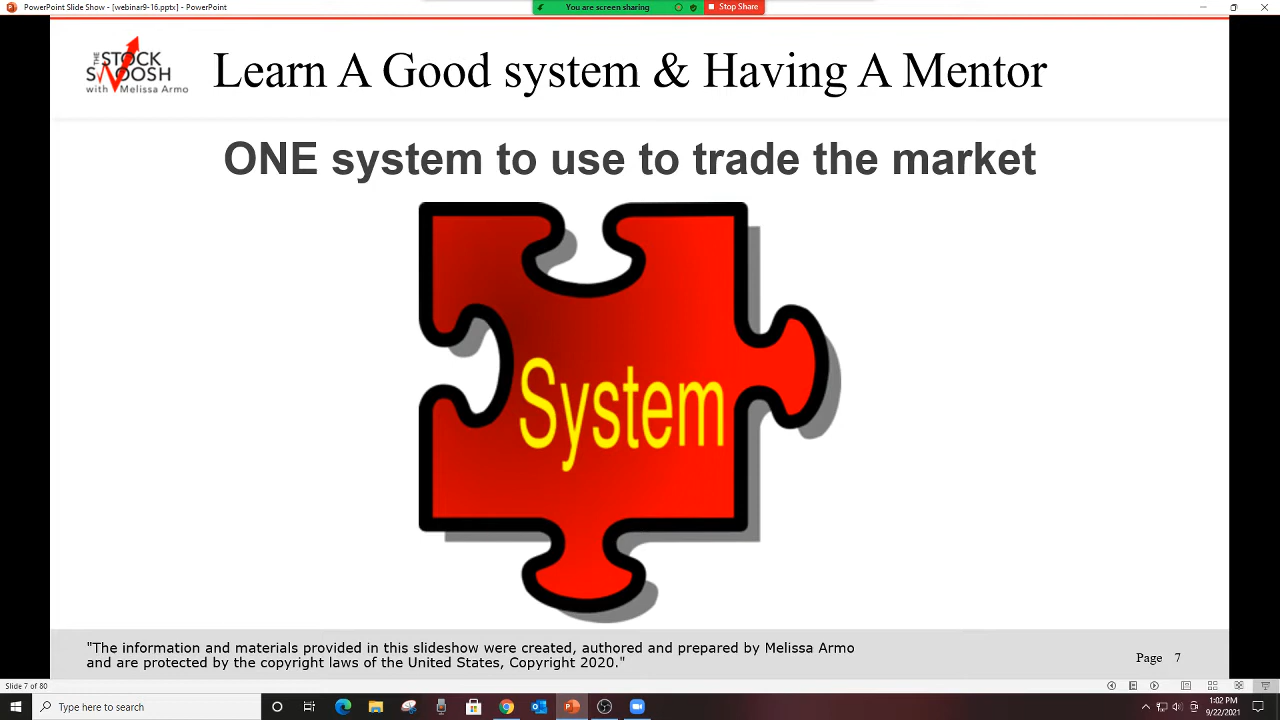 PowerPoint Slide Show - [webinar9-16.pptx] - PowerPoint
You are screen sharing
Stop Share
THE
STOCK
SWOOSH
with Melissa Armo
Learn A Good system & Having A Mentor
ONE system to use to trade the market
System
"The information and materials provided in this slideshow were created, authored and prepared by Melissa Armo
and are protected by the copyright laws of the United States, Copyright 2020."
Page 7
Slide 7 of 80
Type here to search
1:02 PM
9/22/2021